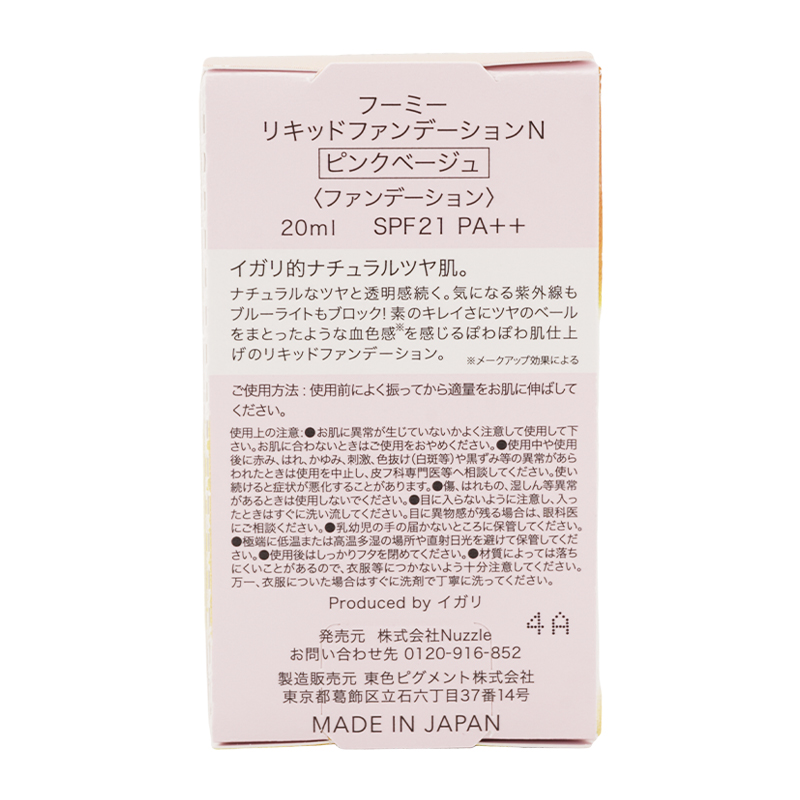 フーミー
リキッドファンデーションN
ピンクベージュ
〈ファンデーション〉
20ml SPF21 PA++
イガリ的ナチュラルツヤ肌。
ナチュラルなツヤと透明感続く。気になる紫外線も
ブルーライトもブロック!素のキレイさにツヤのベール
をまとったような血色感※を感じるぽわぽわ肌仕上
げのリキッドファンデーション。 ※メークアップ効果による
ご使用方法:使用前によく振ってから適量をお肌に伸ばして
ください。
使用上の注意:●お肌に異常が生じていないかよく注意して使用して下
さい。お肌に合わないときはご使用をおやめください。●使用中や使用
後に赤み、はれ、かゆみ、刺激、色抜け(白斑等)や黒ずみ等の異常があら
われたときは使用を中止し、皮フ科専門医等へ相談してください。使い
続けると症状が悪化することがあります。●傷、はれもの、湿しん等異常
があるときは使用しないでください。●目に入らないように注意し、入っ
たときはすぐに洗い流してください。目に異物感が残る場合は、眼科医
にご相談ください。●乳幼児の手の届かないところに保管してください。
●極端に低温または高温多湿の場所や直射日光を避けて保管してくださ
い。●使用後はしっかりフタを閉めてください。●材質によっては落ち
にくいことがあるので、衣服等につかないよう十分注意してください。
万一、衣服についた場合はすぐに洗剤で丁寧に洗ってください。
Produced by イガリ
4A
発売元 株式会社Nuzzle
お問い合わせ先 0120-916-852
製造販売元 東色ピグメント株式会社
東京都葛飾区立石六丁目37番14号
MADE IN JAPAN